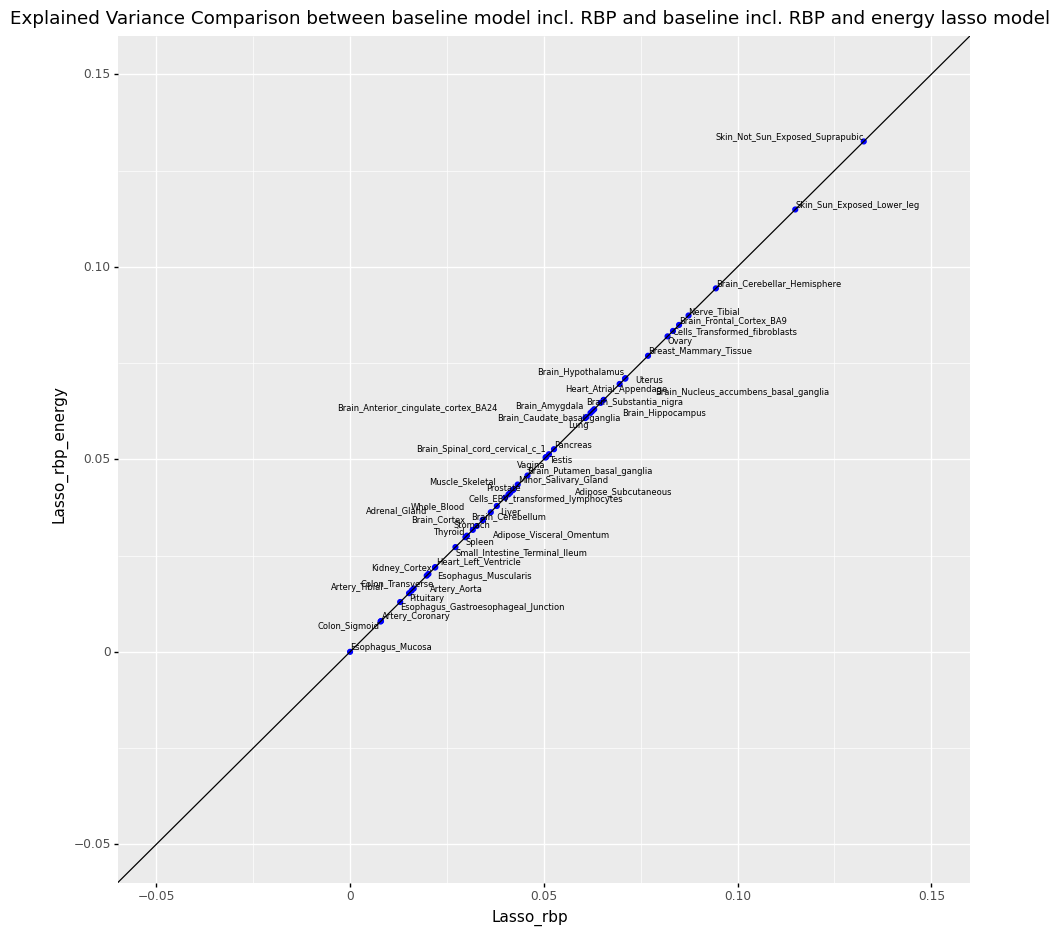 Explained Variance Comparison between baseline model incl. RBP and baseline incl. RBP and energy lasso model
0.15
Skin_Not_Sun_Exposed_Suprapubic
Skin_Sun_Exposed_Lower_leg
0.10
Brain_Cerebellar_Hemisphere
Nerve_Tibial
Brain_Frontal_Cortex_BA9
Cells_Transformed_fibroblasts
Ovary
Breast_Mammary_Tissue
Brain_Hypothalamus
Uterus
Heart_Atrial_Appendage
Brain_Nucleus_accumbens_basal_ganglia
Brain_Substantia_nigra
Brain_Amygdala
Brain_Anterior_cingulate_cortex_BA24
Brain_Hippocampus
Brain_Caudate_basal_ganglia
Lung
Pancreas
Brain_Spinal_cord_cervical_c_1
0.05
Testis
Vagina
Brain_Putamen_basal_ganglia
Minor_Salivary_Gland
Muscle_Skeletal
Prostate
Adipose_Subcutaneous
Cells_EBV_transformed_lymphocytes
Whole_Blood
Adrenal_Gland
Liver
Brain_Cerebellum
Brain_Cortex
Stomach
Thyroid
Adipose_Visceral_Omentum
Spleen
Small_Intestine_Terminal_Ileum
Heart_Left_Ventricle
Kidney_Cortex
Esophagus_Muscularis
Colon_Transverse
Artery_Tibial
Artery_Aorta
Pituitary
Esophagus_Gastroesophageal_Junction
Artery_Coronary
Colon_Sigmoid
Esophagus_Mucosa
0
−0.05
−0.05 0 0.05 0.10 0.15
Lasso_rbp
Lasso_rbp_energy